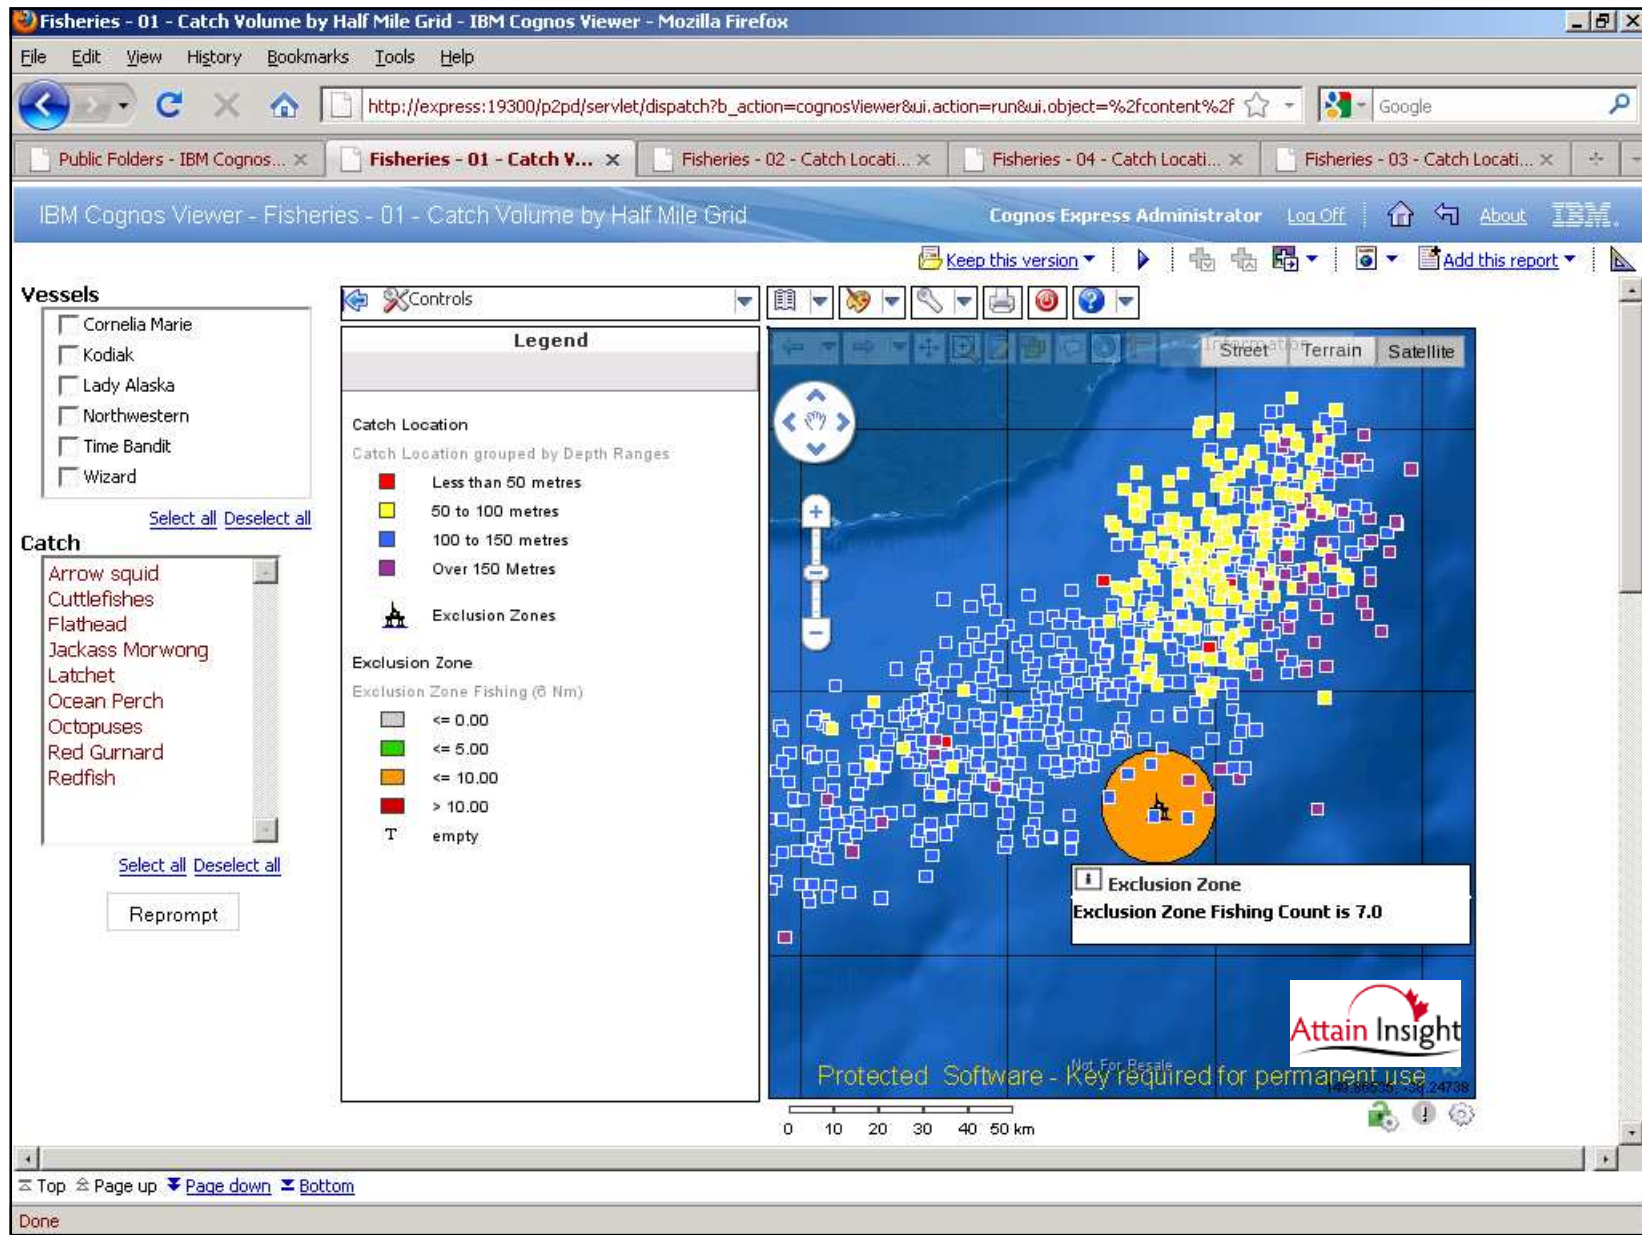 Fisheries - 01 - Catch Volume by Half Mile Grid - IBM Cognos Viewer - Mozilla Firefox
File Edit View History Bookmarks Tools Help
http://express:19300/p2pd/servlet/dispatch?b_action=cognosViewer&ui.action=run&ui.object=%2fcontent%2f
Google
Public Folders - IBM Cognos...
Fisheries - 01 - Catch V...
Fisheries - 02 - Catch Locati...
Fisheries - 04 - Catch Locati...
Fisheries - 03 - Catch Locati...
IBM Cognos Viewer - Fisheries - 01 - Catch Volume by Half Mile Grid
Cognos Express Administrator Log Off About IBM.
Keep this version Add this report
Vessels
Cornelia Marie
Kodiak
Lady Alaska
Northwestern
Time Bandit
Wizard
Select all Deselect all
Catch
Arrow squid
Cuttlefishes
Flathead
Jackass Morwong
Latchet
Ocean Perch
Octopuses
Red Gurnard
Redfish
Select all Deselect all
Reprompt
Controls
Legend
Catch Location
Catch Location grouped by Depth Ranges
Less than 50 metres
50 to 100 metres
100 to 150 metres
Over 150 Metres
Exclusion Zones
Exclusion Zone
Exclusion Zone Fishing (6 Nm)
<= 0.00
<= 5.00
<= 10.00
> 10.00
T empty
Information
Street Terrain Satellite
i Exclusion Zone
Exclusion Zone Fishing Count is 7.0
Attain Insight
Not For Resale
Protected Software - Key required for permanent use
0 10 20 30 40 50 km
Top Page up Page down Bottom
Done